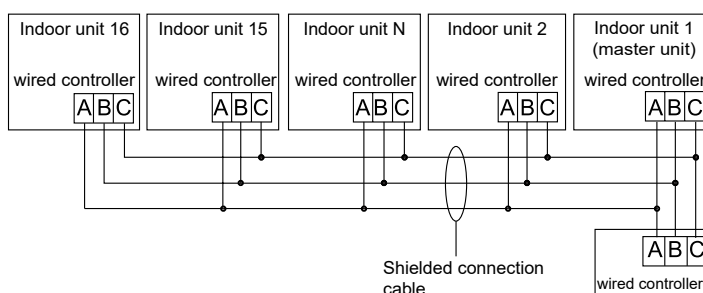 Indoor unit 16
wired controller
A B C
Indoor unit 15
wired controller
A B C
Indoor unit N
wired controller
A B C
Indoor unit 2
wired controller
A B C
Indoor unit 1
(master unit)
wired controller
A B C
Shielded connection
cable
A B C
wired controller